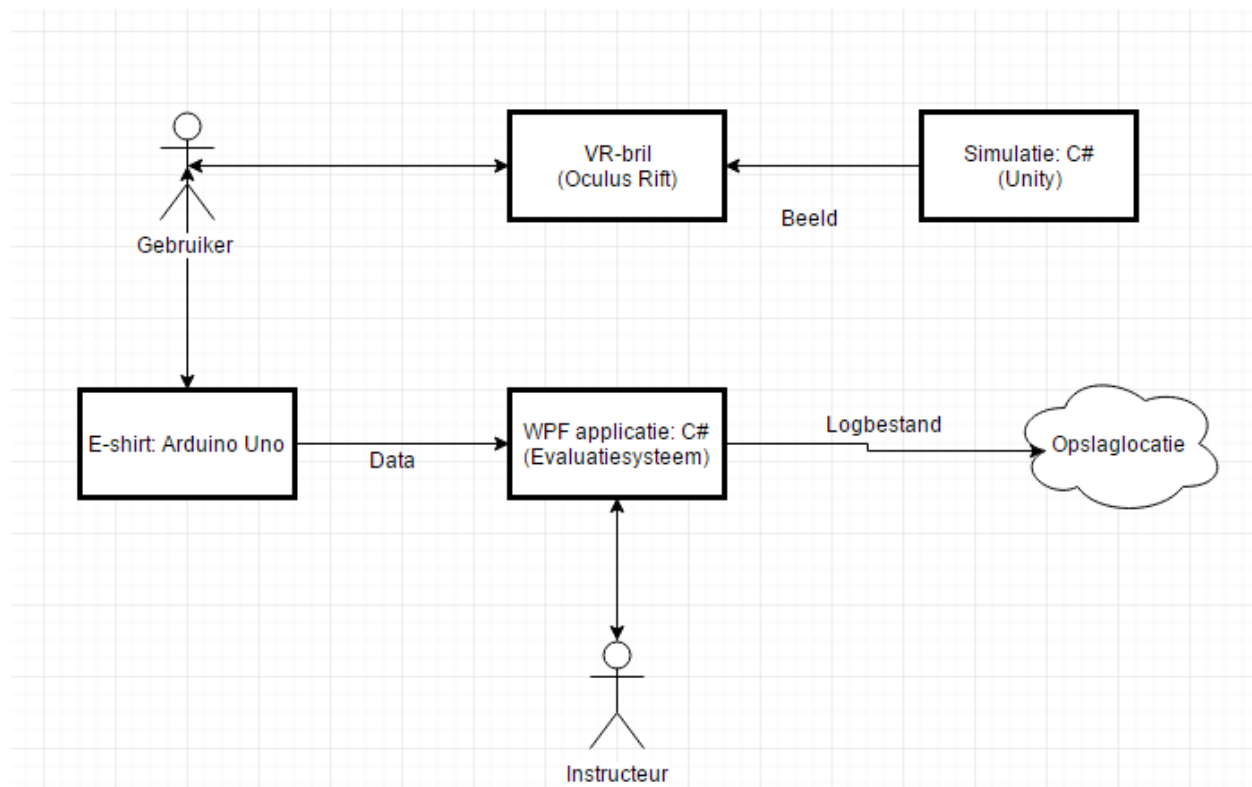 VR-bril
(Oculus Rift)
Simulatie: C#
(Unity)
Beeld
Gebruiker
E-shirt: Arduino Uno
Data
WPF applicatie: C#
(Evaluatiesysteem)
Logbestand
Opslaglocatie
Instructeur